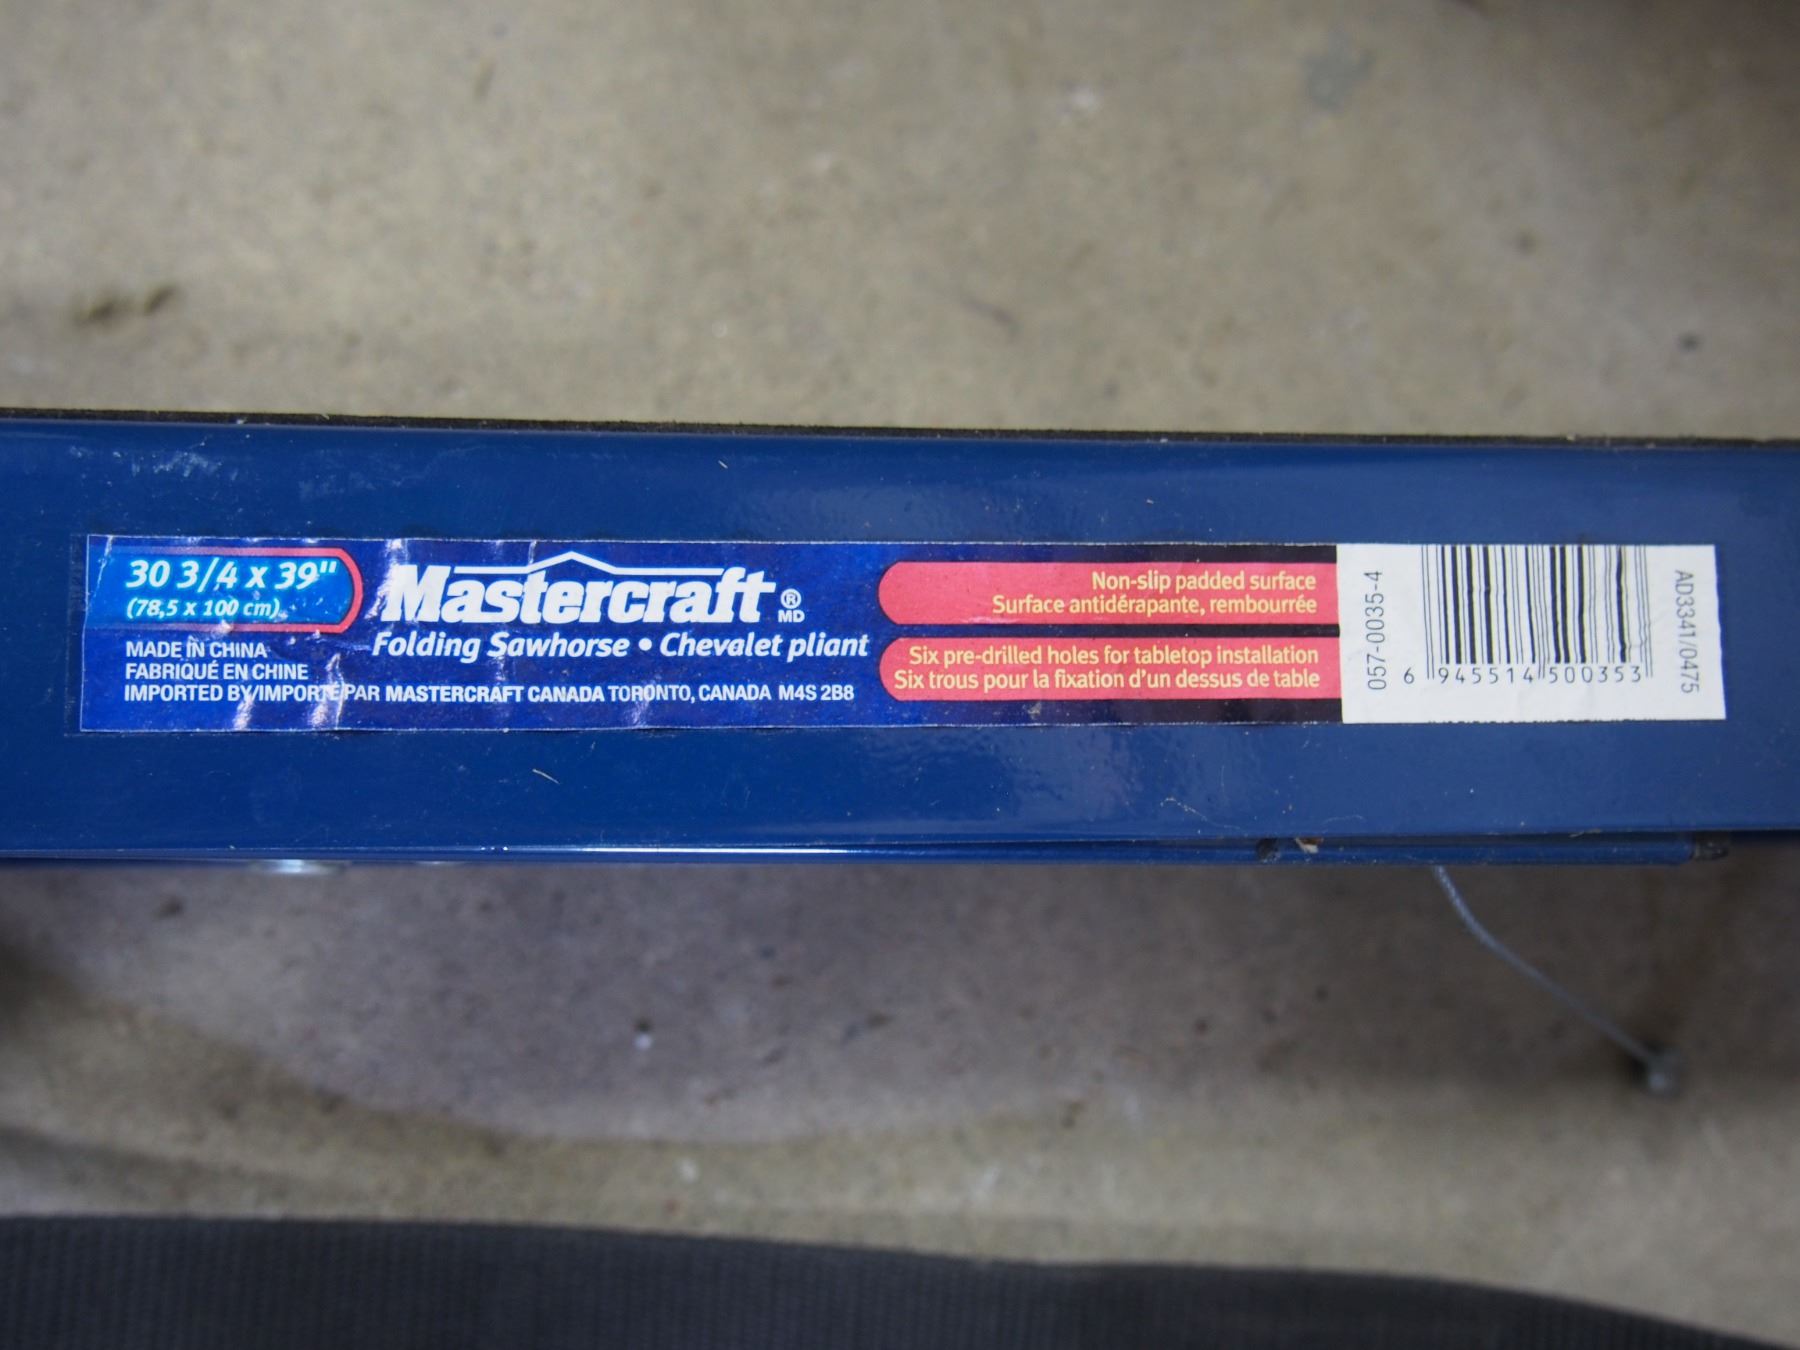 30 3/4 x 39"
(78,5 x 100 cm)
MADE IN CHINA
FABRIQUÉ EN CHINE
IMPORTED BY/IMPORTÉ PAR MASTERCRAFT CANADA TORONTO, CANADA M4S 2B8
Mastercraft ®
MD
Folding Sawhorse • Chevalet pliant
Non-slip padded surface
Surface antidérapante, rembourrée
Six pre-drilled holes for tabletop installation
Six trous pour la fixation d'un dessus de table
057-0035-4
6 945514 500353
AD3341/0475